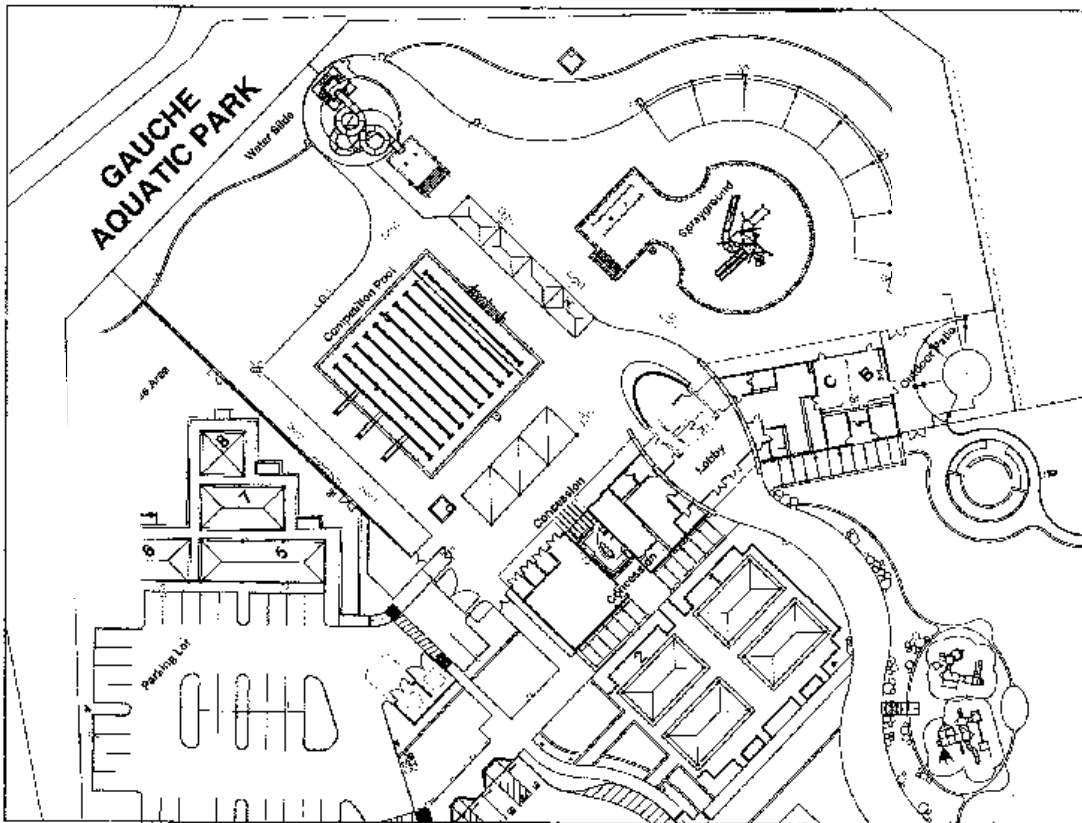 GAUCHE
AQUATIC PARK
Water Slide
Sprayground
Competition Pool
Outdoor Patio
Area
C
B
8
7
6
5
Lobby
Concession
Concession
1
2
Parking Lot